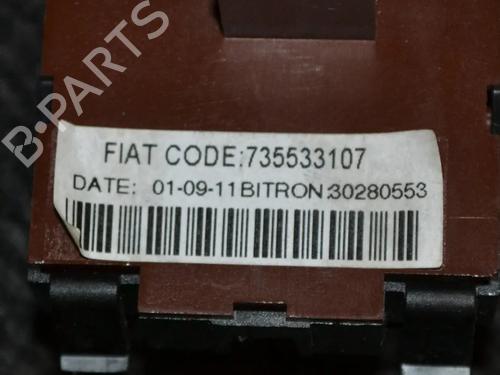 B-PARTS
FIAT CODE:735533107
DATE: 01-09-11 BITRON:30280553